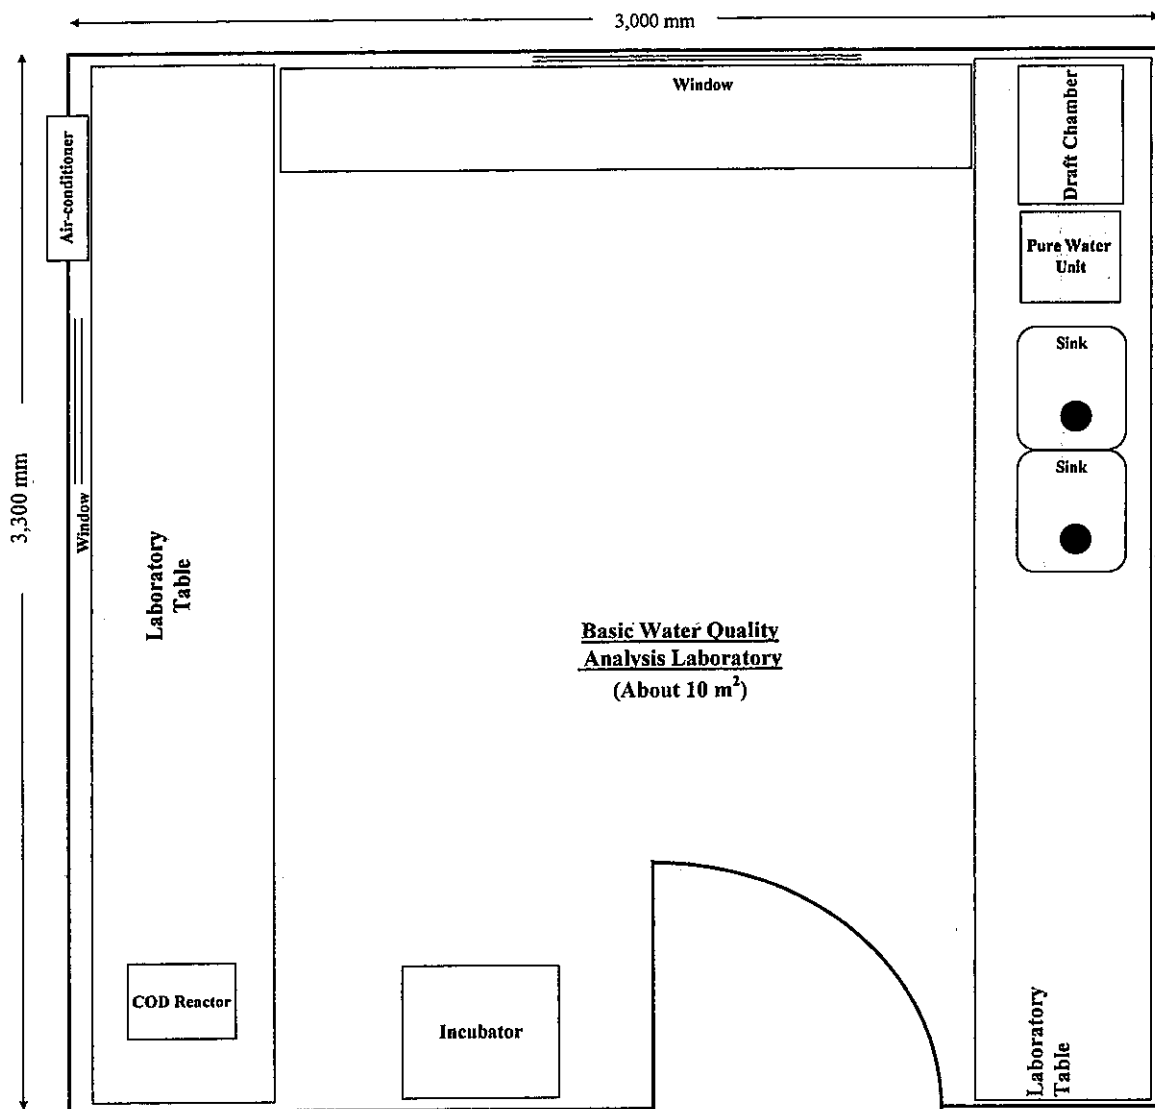 3,000 mm
Window
Air-conditioner
Draft Chamber
Pure Water
Unit
Sink
Sink
3,300 mm
Window
Laboratory
Table
Basic Water Quality
Analysis Laboratory
(About 10 m²)
COD Reactor
Incubator
Laboratory
Table